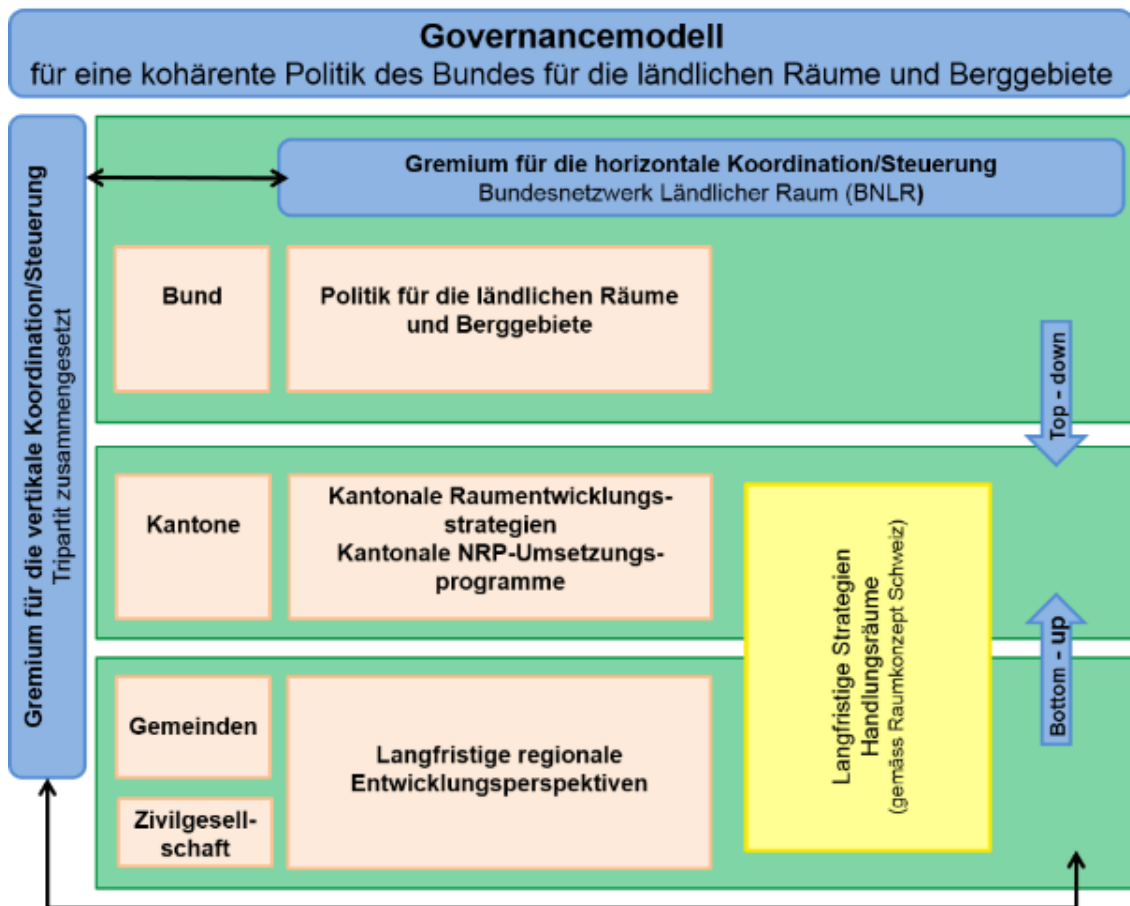 Governancemodell
für eine kohärente Politik des Bundes für die ländlichen Räume und Berggebiete
Gremium für die vertikale Koordination/Steuerung
Tripartit zusammengesetzt
Gremium für die horizontale Koordination/Steuerung
Bundesnetzwerk Ländlicher Raum (BNLR)
Bund
Politik für die ländlichen Räume
und Berggebiete
Top - down
Kantone
Kantonale Raumentwicklungs-
strategien
Kantonale NRP-Umsetzungs-
programme
Langfristige Strategien
Handlungsräume
(gemäss Raumkonzept Schweiz)
Bottom - up
Gemeinden
Zivilgesell-
schaft
Langfristige regionale
Entwicklungsperspektiven